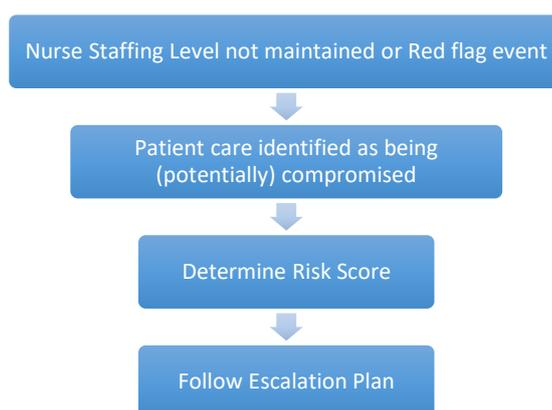 Nurse Staffing Level not maintained or Red flag event
Patient care identified as being
(potentially) compromised
Determine Risk Score
Follow Escalation Plan